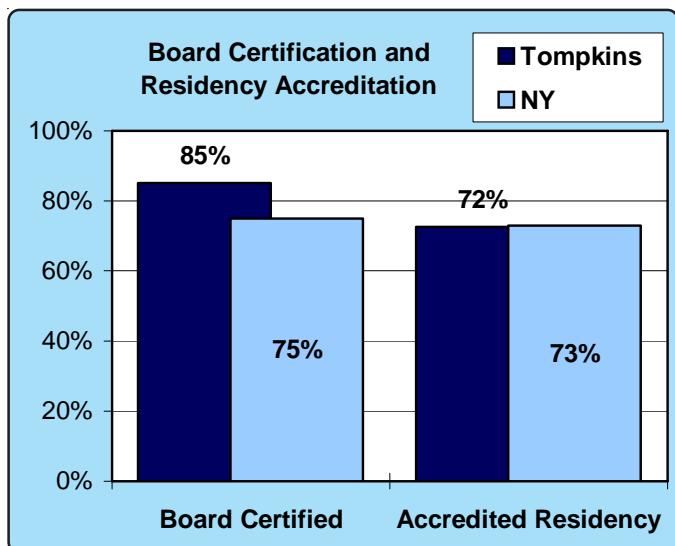 Board Certification and
Residency Accreditation
Tompkins
NY
100%
80%
60%
40%
20%
0%
85%
75%
72%
73%
Board Certified
Accredited Residency